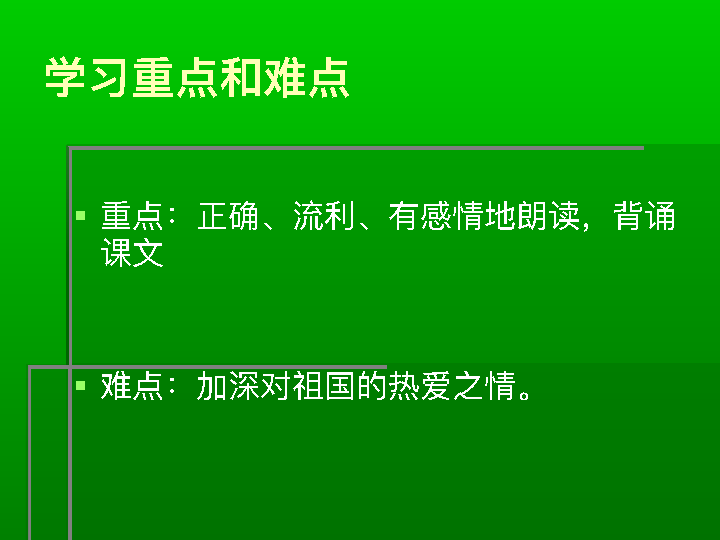 学习重点和难点
▪ 重点：正确、流利、有感情地朗读，背诵
课文
▪ 难点：加深对祖国的热爱之情。